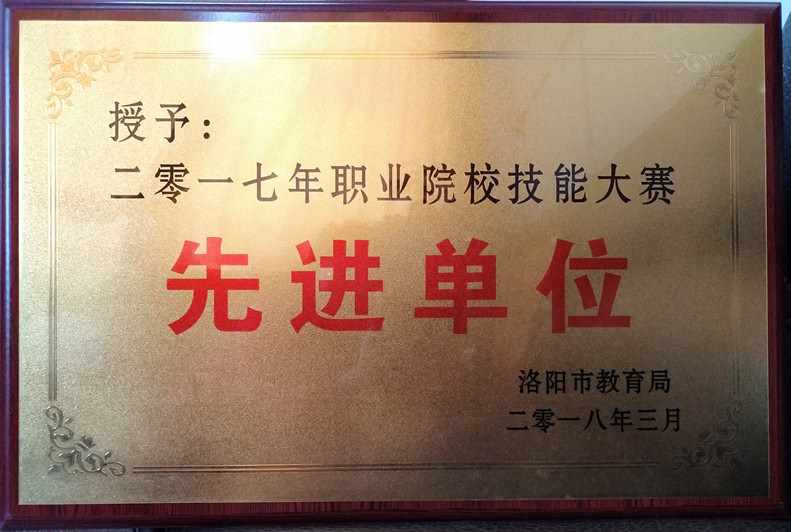 授予：
二零一七年职业院校技能大赛
先进单位
洛阳市教育局
二零一八年三月